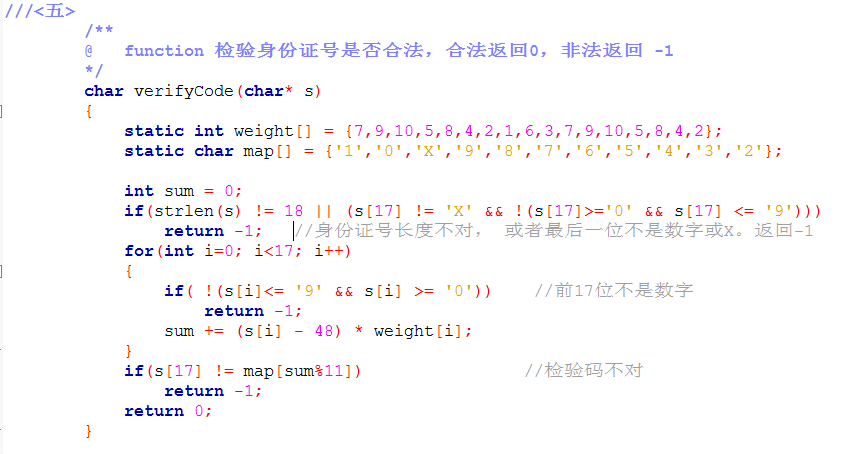 ///<五>
/**
@   function 检验身份证号是否合法，合法返回0，非法返回 -1
*/
char verifyCode(char* s)
{
static int weight[] = {7,9,10,5,8,4,2,1,6,3,7,9,10,5,8,4,2};
static char map[] = {'1','0','X','9','8','7','6','5','4','3','2'};
int sum = 0;
if(strlen(s) != 18 || (s[17] != 'X' && !(s[17]>='0' && s[17] <= '9')))
return -1;   //身份证号长度不对， 或者最后一位不是数字或X。返回-1
for(int i=0; i<17; i++)
{
if( !(s[i]<= '9' && s[i] >= '0'))    //前17位不是数字
return -1;
sum += (s[i] - 48) * weight[i];
}
if(s[17] != map[sum%11])                //检验码不对
return -1;
return 0;
}